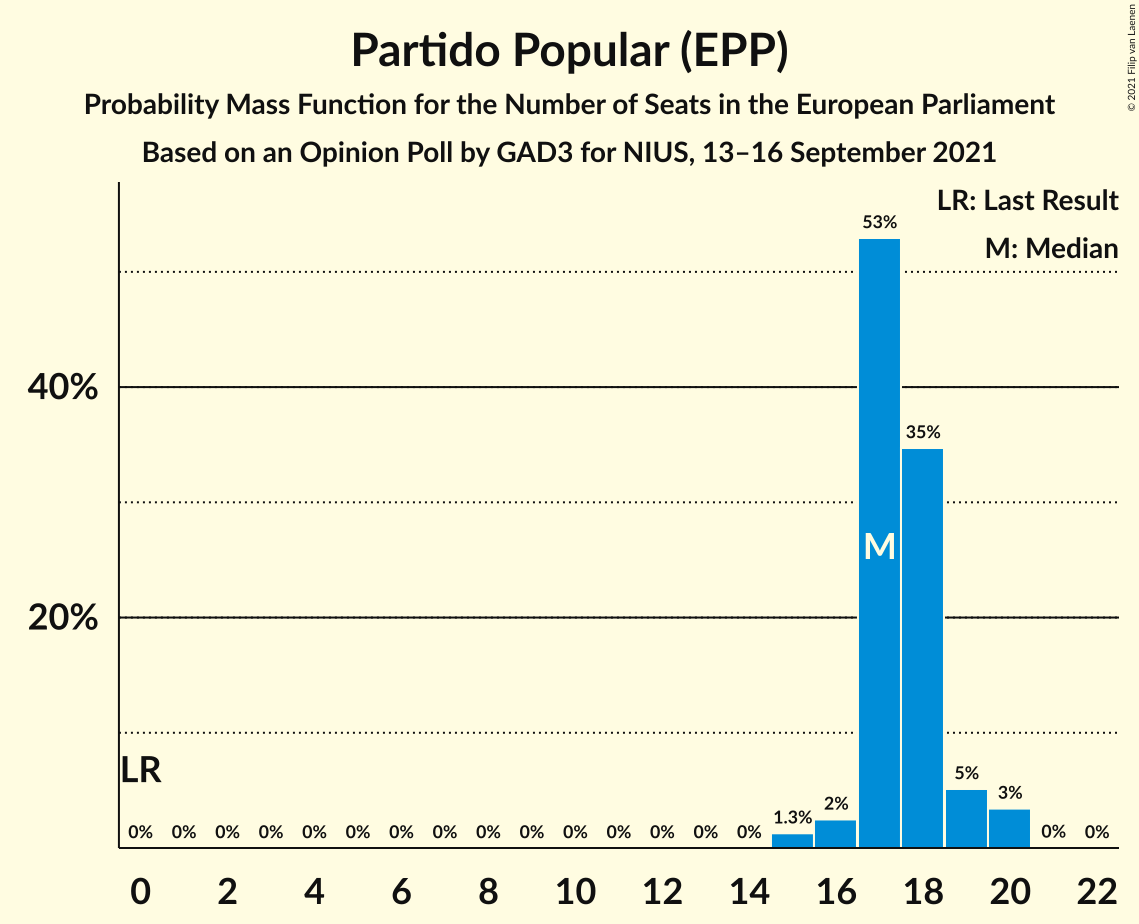 Partido Popular (EPP)
Probability Mass Function for the Number of Seats in the European Parliament
Based on an Opinion Poll by GAD3 for NIUS, 13–16 September 2021
© 2021 Filip van Laenen
LR: Last Result
M: Median
53%
40%
35%
M
20%
LR
5%
3%
2%
1.3%
0% 0% 0% 0% 0% 0% 0% 0% 0% 0% 0% 0% 0% 0% 0% 0% 0%
0 2 4 6 8 10 12 14 16 18 20 22